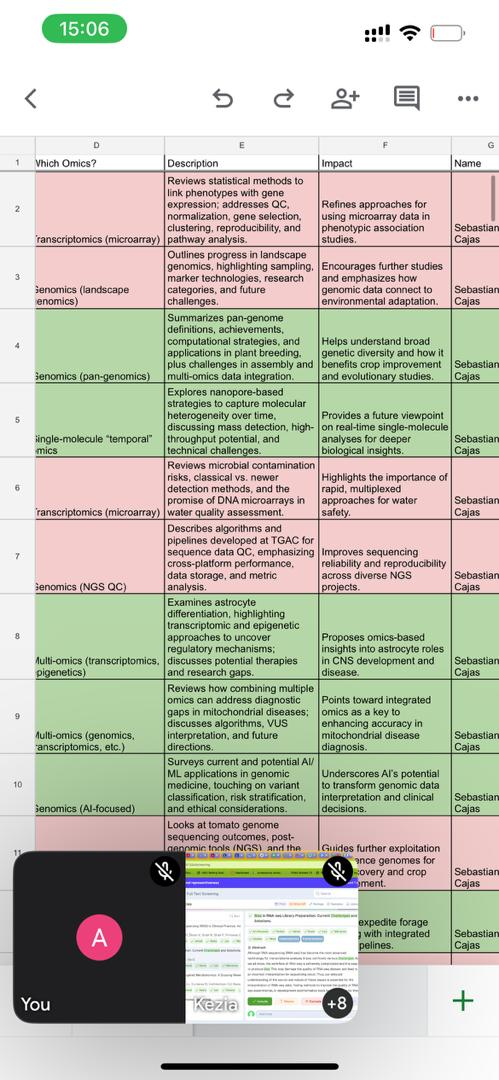 15:06
D
E
F
G
1
Which Omics?
Description
Impact
Name
2
Transcriptomics (microarray)
Reviews statistical methods to
link phenotypes with gene
expression; addresses QC,
normalization, gene selection,
clustering, reproducibility, and
pathway analysis.
Refines approaches for
using microarray data in
phenotypic association
studies.
Sebastian
Cajas
3
Genomics (landscape
genomics)
Outlines progress in landscape
genomics, highlighting sampling,
marker technologies, research
categories, and future
challenges.
Encourages further studies
and emphasizes how
genomic data connect to
environmental adaptation.
Sebastian
Cajas
4
Genomics (pan-genomics)
Summarizes pan-genome
definitions, achievements,
computational strategies, and
applications in plant breeding,
plus challenges in assembly and
multi-omics data integration.
Helps understand broad
genetic diversity and how it
benefits crop improvement
and evolutionary studies.
Sebastian
Cajas
5
Single-molecule “temporal”
omics
Explores nanopore-based
strategies to capture molecular
heterogeneity over time,
discussing mass detection, high-
throughput potential, and
technical challenges.
Provides a future viewpoint
on real-time single-molecule
analyses for deeper
biological insights.
Sebastian
Cajas
6
Transcriptomics (microarray)
Reviews microbial contamination
risks, classical vs. newer
detection methods, and the
promise of DNA microarrays in
water quality assessment.
Highlights the importance of
rapid, multiplexed
approaches for water
safety.
Sebastian
Cajas
7
Genomics (NGS QC)
Describes algorithms and
pipelines developed at TGAC for
sequence data QC, emphasizing
cross-platform performance,
data storage, and metric
analysis.
Improves sequencing
reliability and reproducibility
across diverse NGS
projects.
Sebastian
Cajas
8
Multi-omics (transcriptomics,
epigenetics)
Examines astrocyte
differentiation, highlighting
transcriptomic and epigenetic
approaches to uncover
regulatory mechanisms;
discusses potential therapies
and research gaps.
Proposes omics-based
insights into astrocyte roles
in CNS development and
disease.
Sebastian
Cajas
9
Multi-omics (genomics,
transcriptomics, etc.)
Reviews how combining multiple
omics can address diagnostic
gaps in mitochondrial diseases;
discusses algorithms, VUS
interpretation, and future
directions.
Points toward integrated
omics as a key to
enhancing accuracy in
mitochondrial disease
diagnosis.
Sebastian
Cajas
10
Genomics (AI-focused)
Surveys current and potential AI/
ML applications in genomic
medicine, touching on variant
classification, risk stratification,
and ethical considerations.
Underscores AI’s potential
to transform genomic data
interpretation and clinical
decisions.
Sebastian
Cajas
11
Looks at tomato genome
sequencing outcomes, post-
genomic tools (NGS), and the
Guides further exploitation
genomes for
and crop
Sebastian
Cajas
expedite forage
with integrated
pipelines.
Sebastian
Cajas
A
You
Kezia
+8